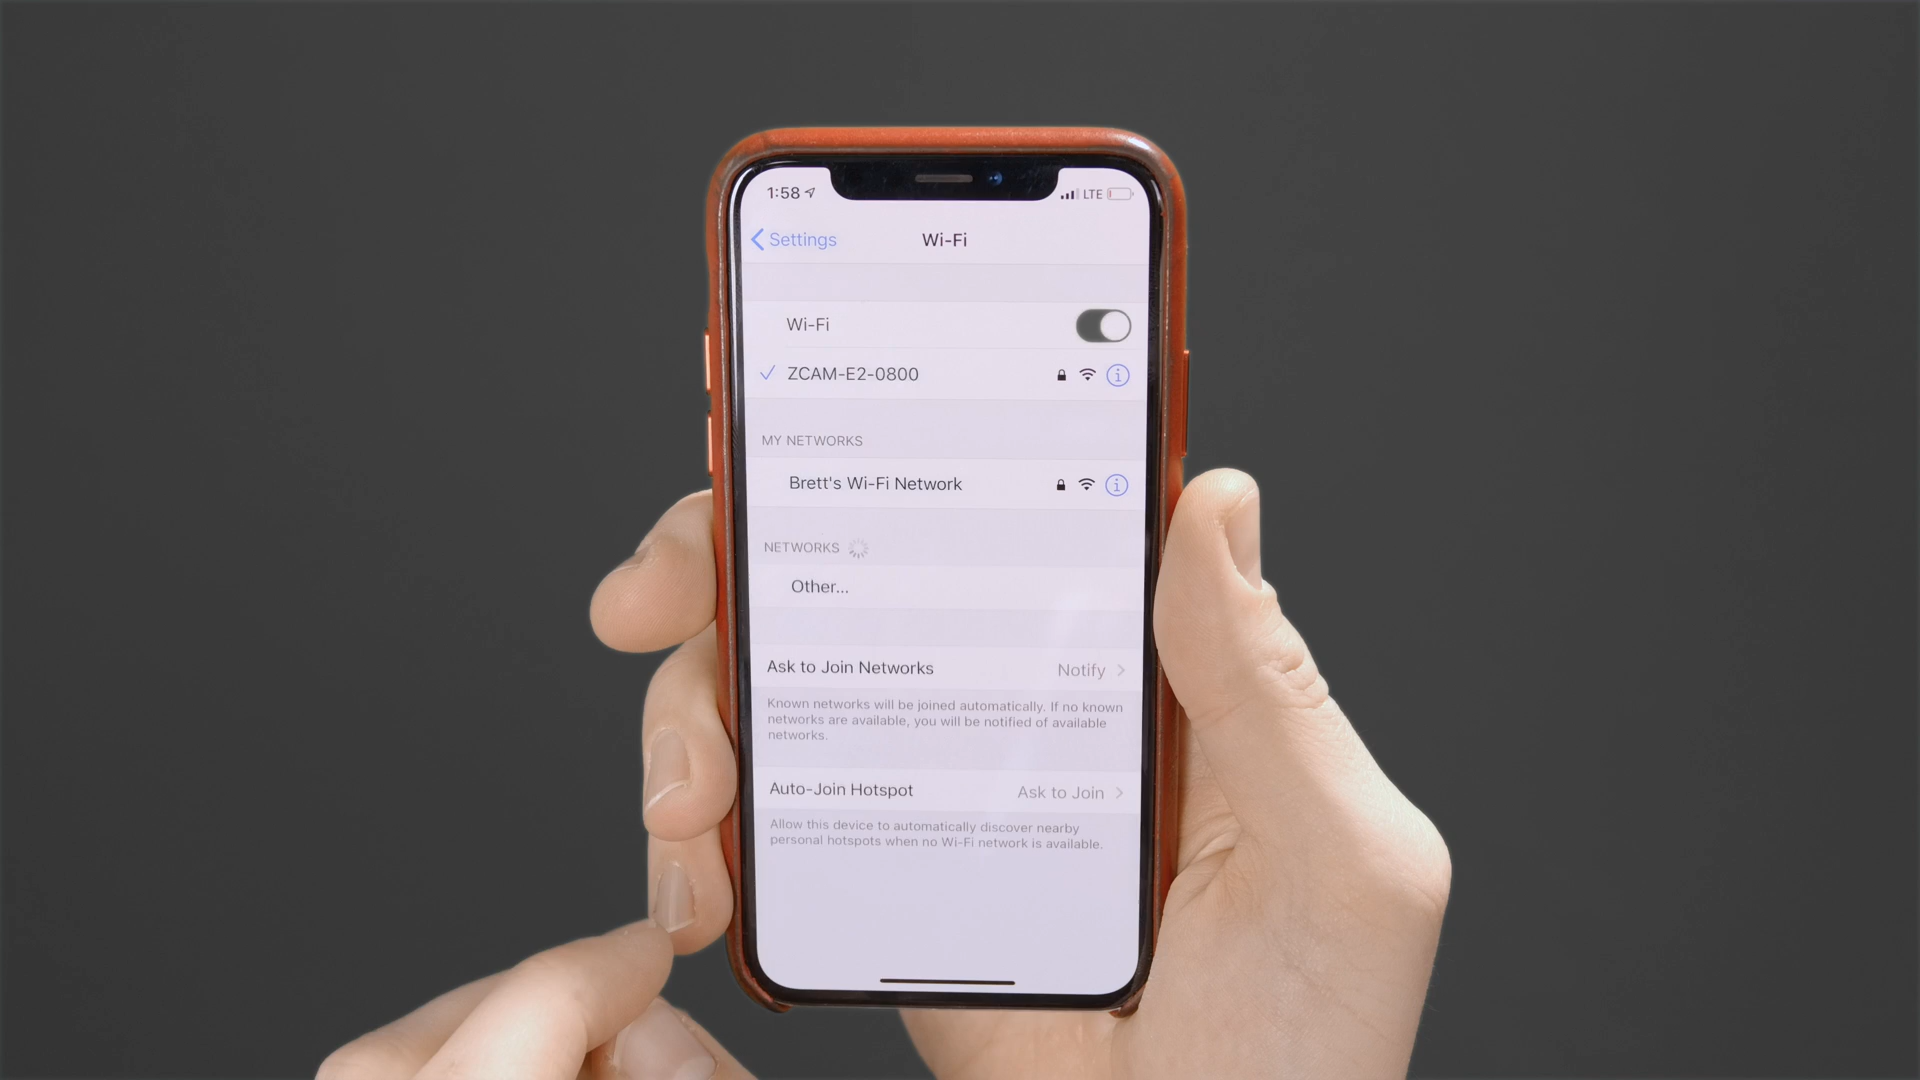 1:58 LTE
Settings Wi-Fi
Wi-Fi
ZCAM-E2-0800
MY NETWORKS
Brett's Wi-Fi Network
NETWORKS
Other...
Ask to Join Networks Notify
Known networks will be joined automatically. If no known
networks are available, you will be notified of available
networks.
Auto-Join Hotspot Ask to Join
Allow this device to automatically discover nearby
personal hotspots when no Wi-Fi network is available.